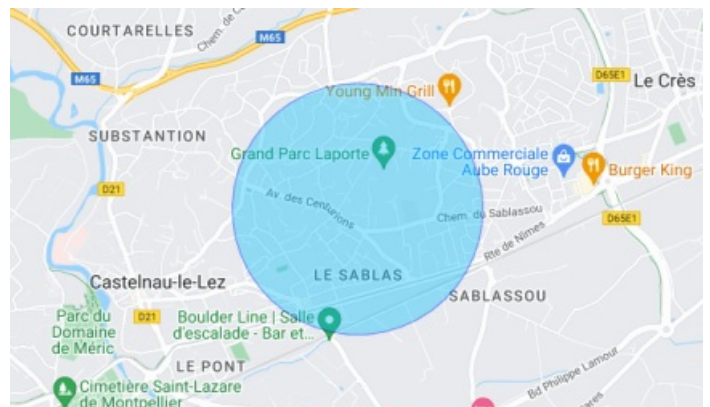 COURTARELLES
Chem. de C
M65
M65
D65E1
Le Crès
Young Min Grill
SUBSTANTION
Grand Parc Laporte
Zone Commerciale
Aube Rouge
Burger King
D21
Av. des Centurions
Chem. du Sablassou
D65E1
Rte de Nîmes
LE SABLAS
Castelnau-le-Lez
SABLASSOU
Parc du
Domaine
de Méric
D21
Boulder Line | Salle
d'escalade - Bar et...
LE PONT
Bd Philippe Lamour
Cimetière Saint-Lazare
de Montpellier